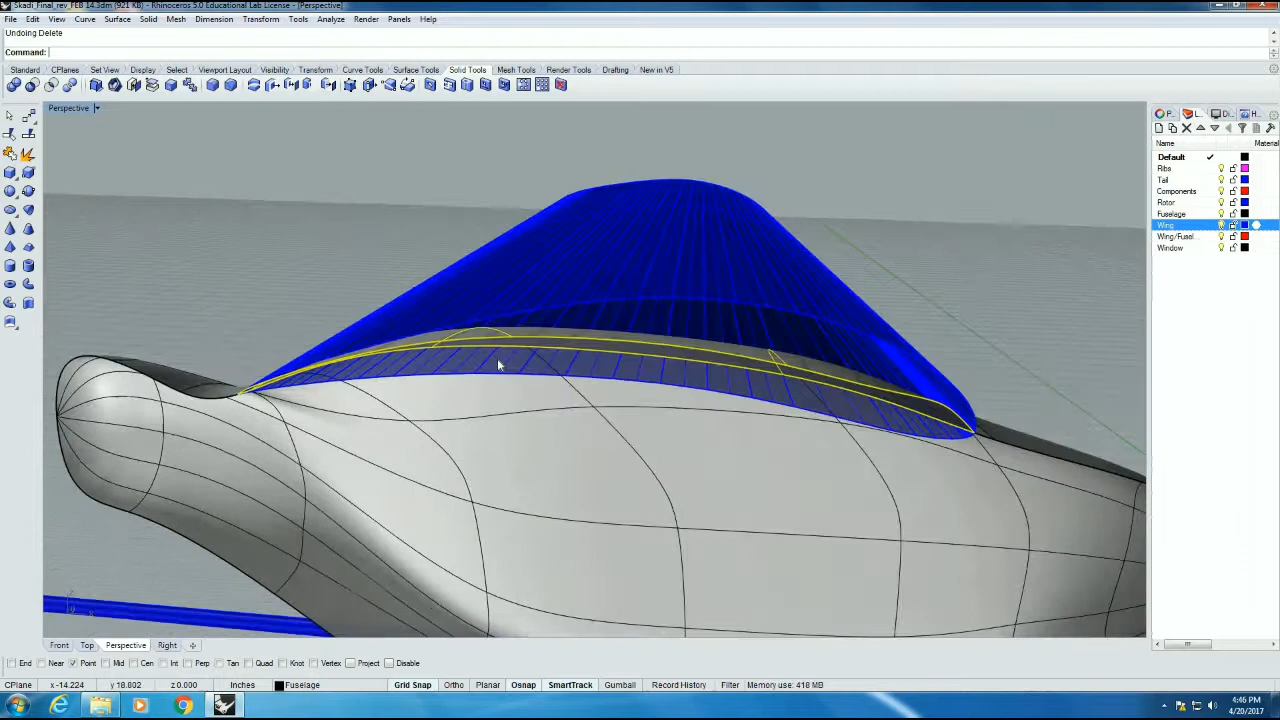 Skadi_Final_rev_FEB 14.3dm (921 KB) - Rhinoceros 5.0 Educational Lab License - [Perspective]
File Edit View Curve Surface Solid Mesh Dimension Transform Tools Analyze Render Panels Help
Undoing Delete
Command:
Standard CPlanes Set View Display Select Viewport Layout Visibility Transform Curve Tools Surface Tools Solid Tools Mesh Tools Render Tools Drafting New in V5
Perspective
P... L... Di... H...
Name Material
Default
Ribs
Tail
Components
Rotor
Fuselage
Wing
Wing/Fusel...
Window
Front Top Perspective Right
End Near Point Mid Cen Int Perp Tan Quad Knot Vertex Project Disable
CPlane x -14.224 y 18.802 z 0.000 Inches Fuselage Grid Snap Ortho Planar Osnap SmartTrack Gumball Record History Filter Memory use: 418 MB
4:46 PM
4/20/2017